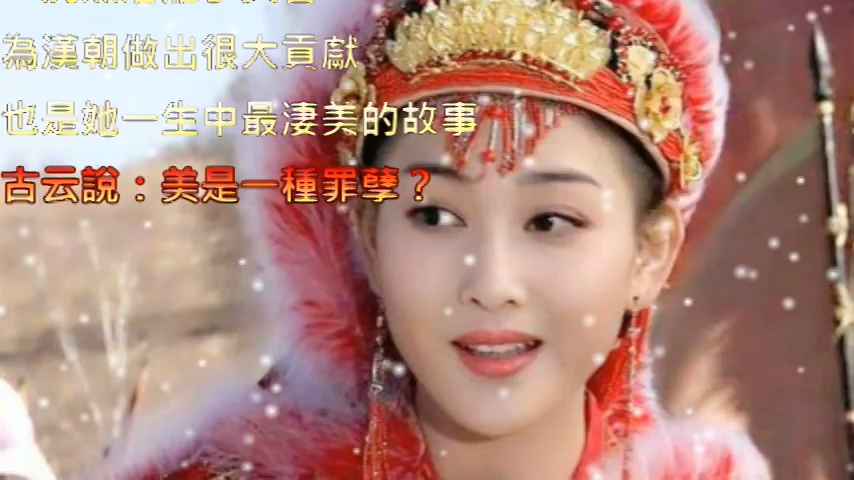 為漢朝做出很大貢獻
也是她一生中最淒美的故事
古云說：美是一種罪孽？